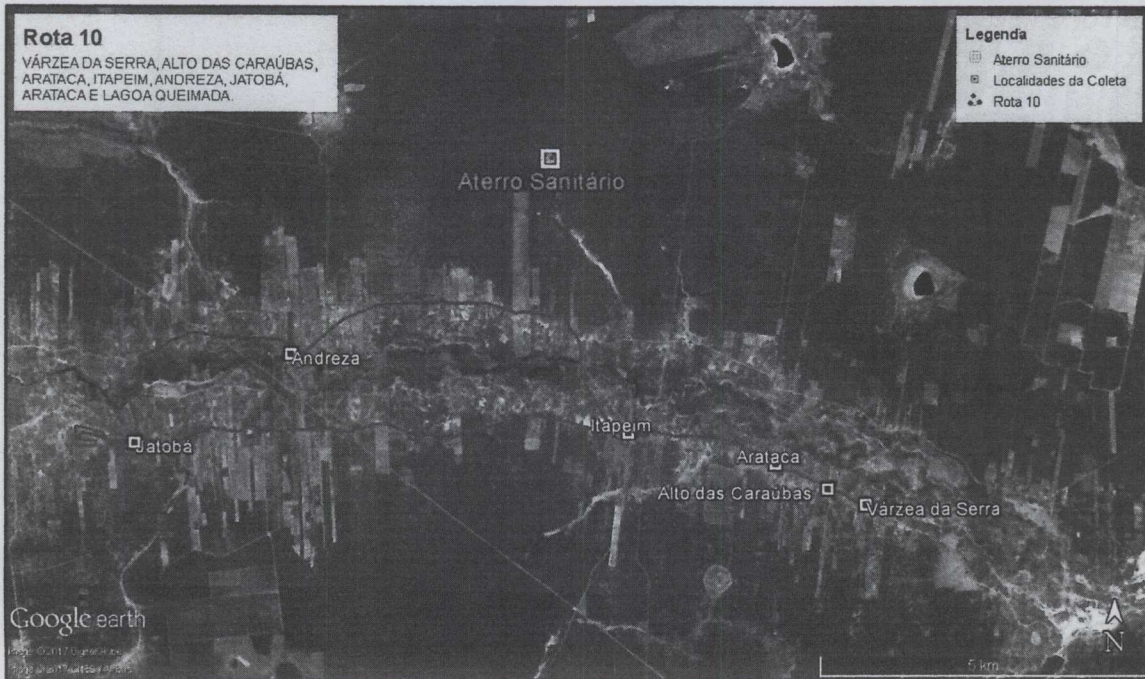 Rota 10
VÁRZEA DA SERRA, ALTO DAS CARAÚBAS,
ARATACA, ITAPEIM, ANDREZA, JATOBÁ,
ARATACA E LAGOA QUEIMADA.
Legenda
Aterro Sanitário
Localidades da Coleta
Rota 10
Aterro Sanitário
Andreza
Jatobá
Itapeim
Arataca
Alto das Caraúbas
Várzea da Serra
Google earth
N
5 km